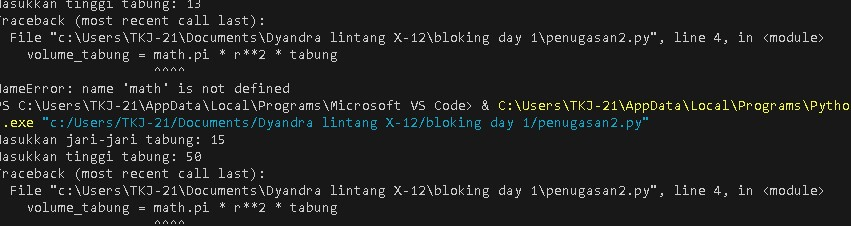 Masukkan tinggi tabung: 13
Traceback (most recent call last):
File "c:\Users\TKJ-21\Documents\Dyandra lintang X-12\bloking day 1\penugasan2.py", line 4, in <module>
volume_tabung = math.pi * r**2 * tabung
^^^^
NameError: name 'math' is not defined
PS C:\Users\TKJ-21\AppData\Local\Programs\Microsoft VS Code> & C:\Users\TKJ-21\AppData\Local\Programs\Pytho
.exe "c:/Users/TKJ-21/Documents/Dyandra lintang X-12/bloking day 1/penugasan2.py"
Masukkan jari-jari tabung: 15
Masukkan tinggi tabung: 50
Traceback (most recent call last):
File "c:\Users\TKJ-21\Documents\Dyandra lintang X-12\bloking day 1\penugasan2.py", line 4, in <module>
volume_tabung = math.pi * r**2 * tabung
^^^^